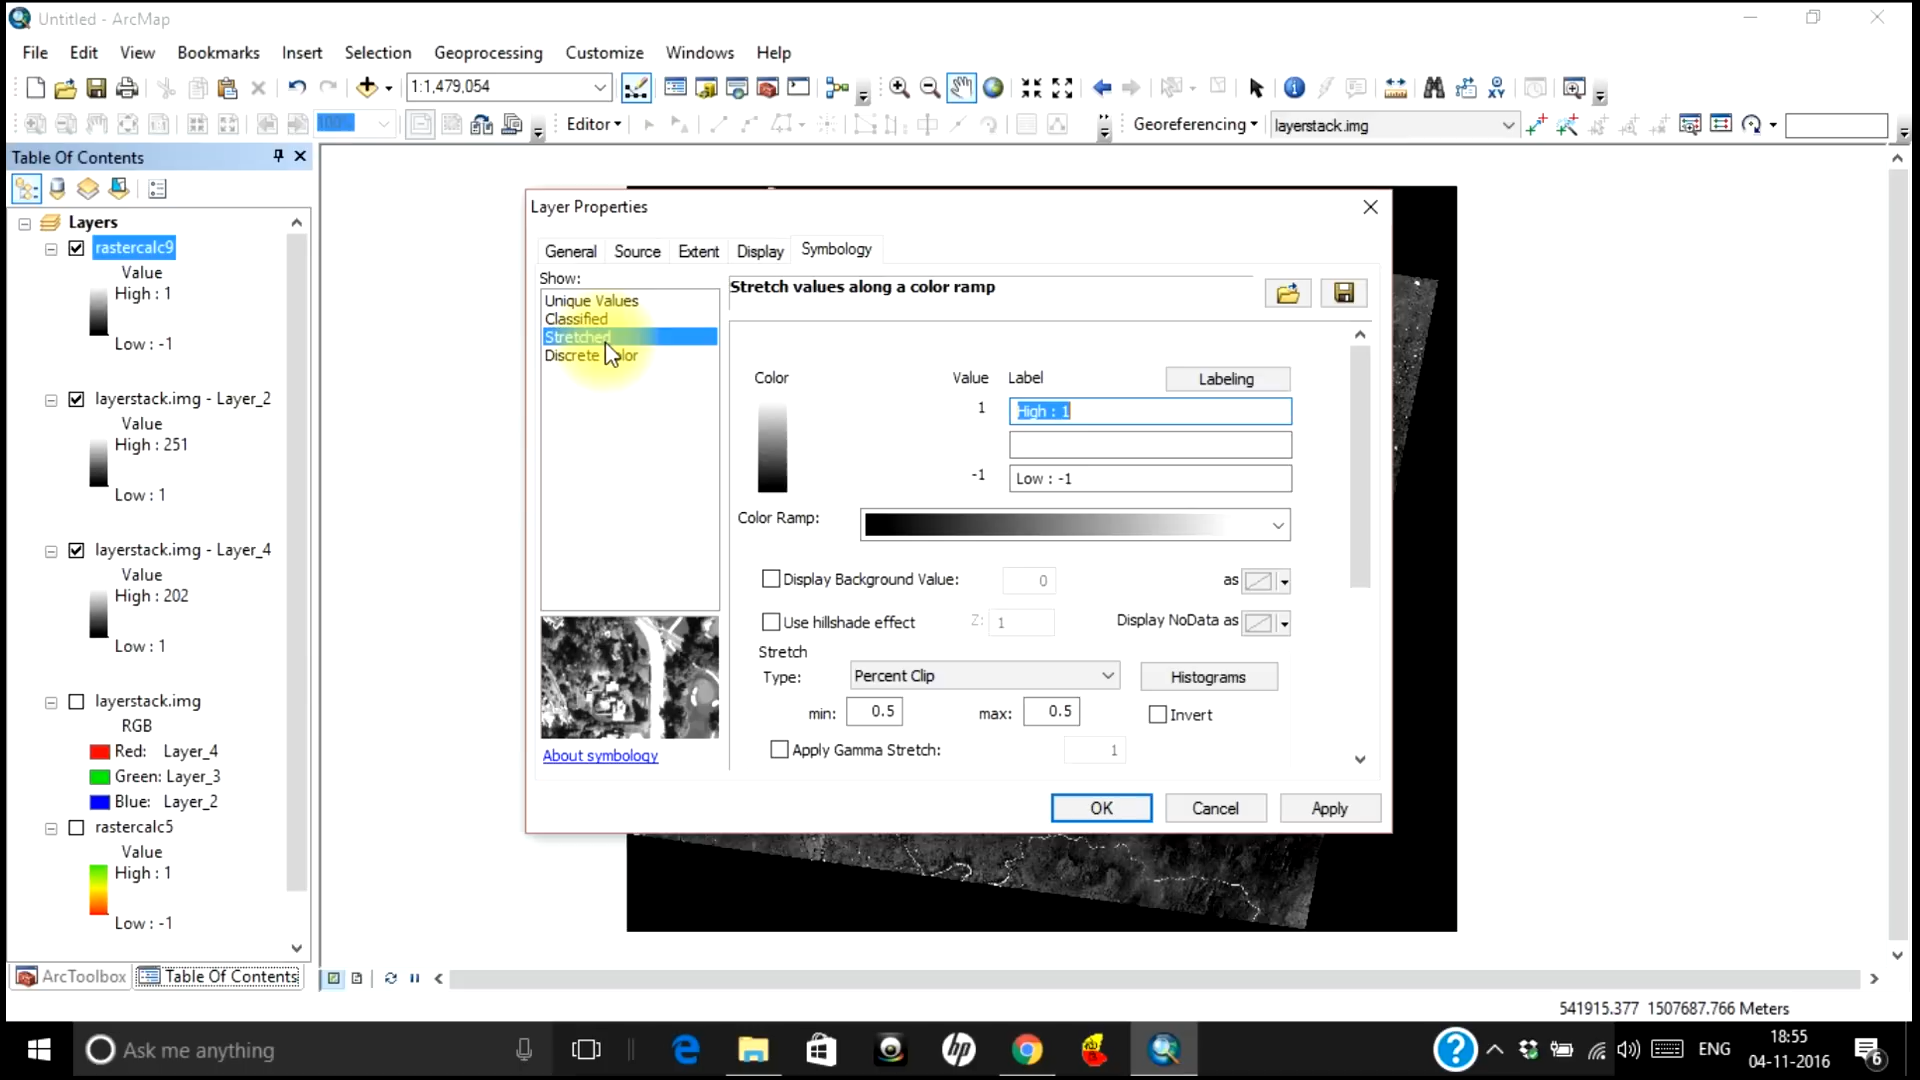 Untitled - ArcMap
File Edit View Bookmarks Insert Selection Geoprocessing Customize Windows Help
1:1,479,054
Editor Georeferencing layerstack.img
Table Of Contents
Layers
rastercalc9
Value
High : 1
Low : -1
layerstack.img - Layer_2
Value
High : 251
Low : 1
layerstack.img - Layer_4
Value
High : 202
Low : 1
layerstack.img
RGB
Red: Layer_4
Green: Layer_3
Blue: Layer_2
rastercalc5
Value
High : 1
Low : -1
ArcToolbox Table Of Contents
Layer Properties
General Source Extent Display Symbology
Show:
Unique Values
Classified
Stretched
Discrete Color
About symbology
Stretch values along a color ramp
Color Value Label Labeling
1 High : 1
-1 Low : -1
Color Ramp:
Display Background Value: 0 as
Use hillshade effect Z: 1 Display NoData as
Stretch
Type: Percent Clip Histograms
min: 0.5 max: 0.5 Invert
Apply Gamma Stretch: 1
OK Cancel Apply
541915.377 1507687.766 Meters
Ask me anything
ENG
18:55
04-11-2016
6